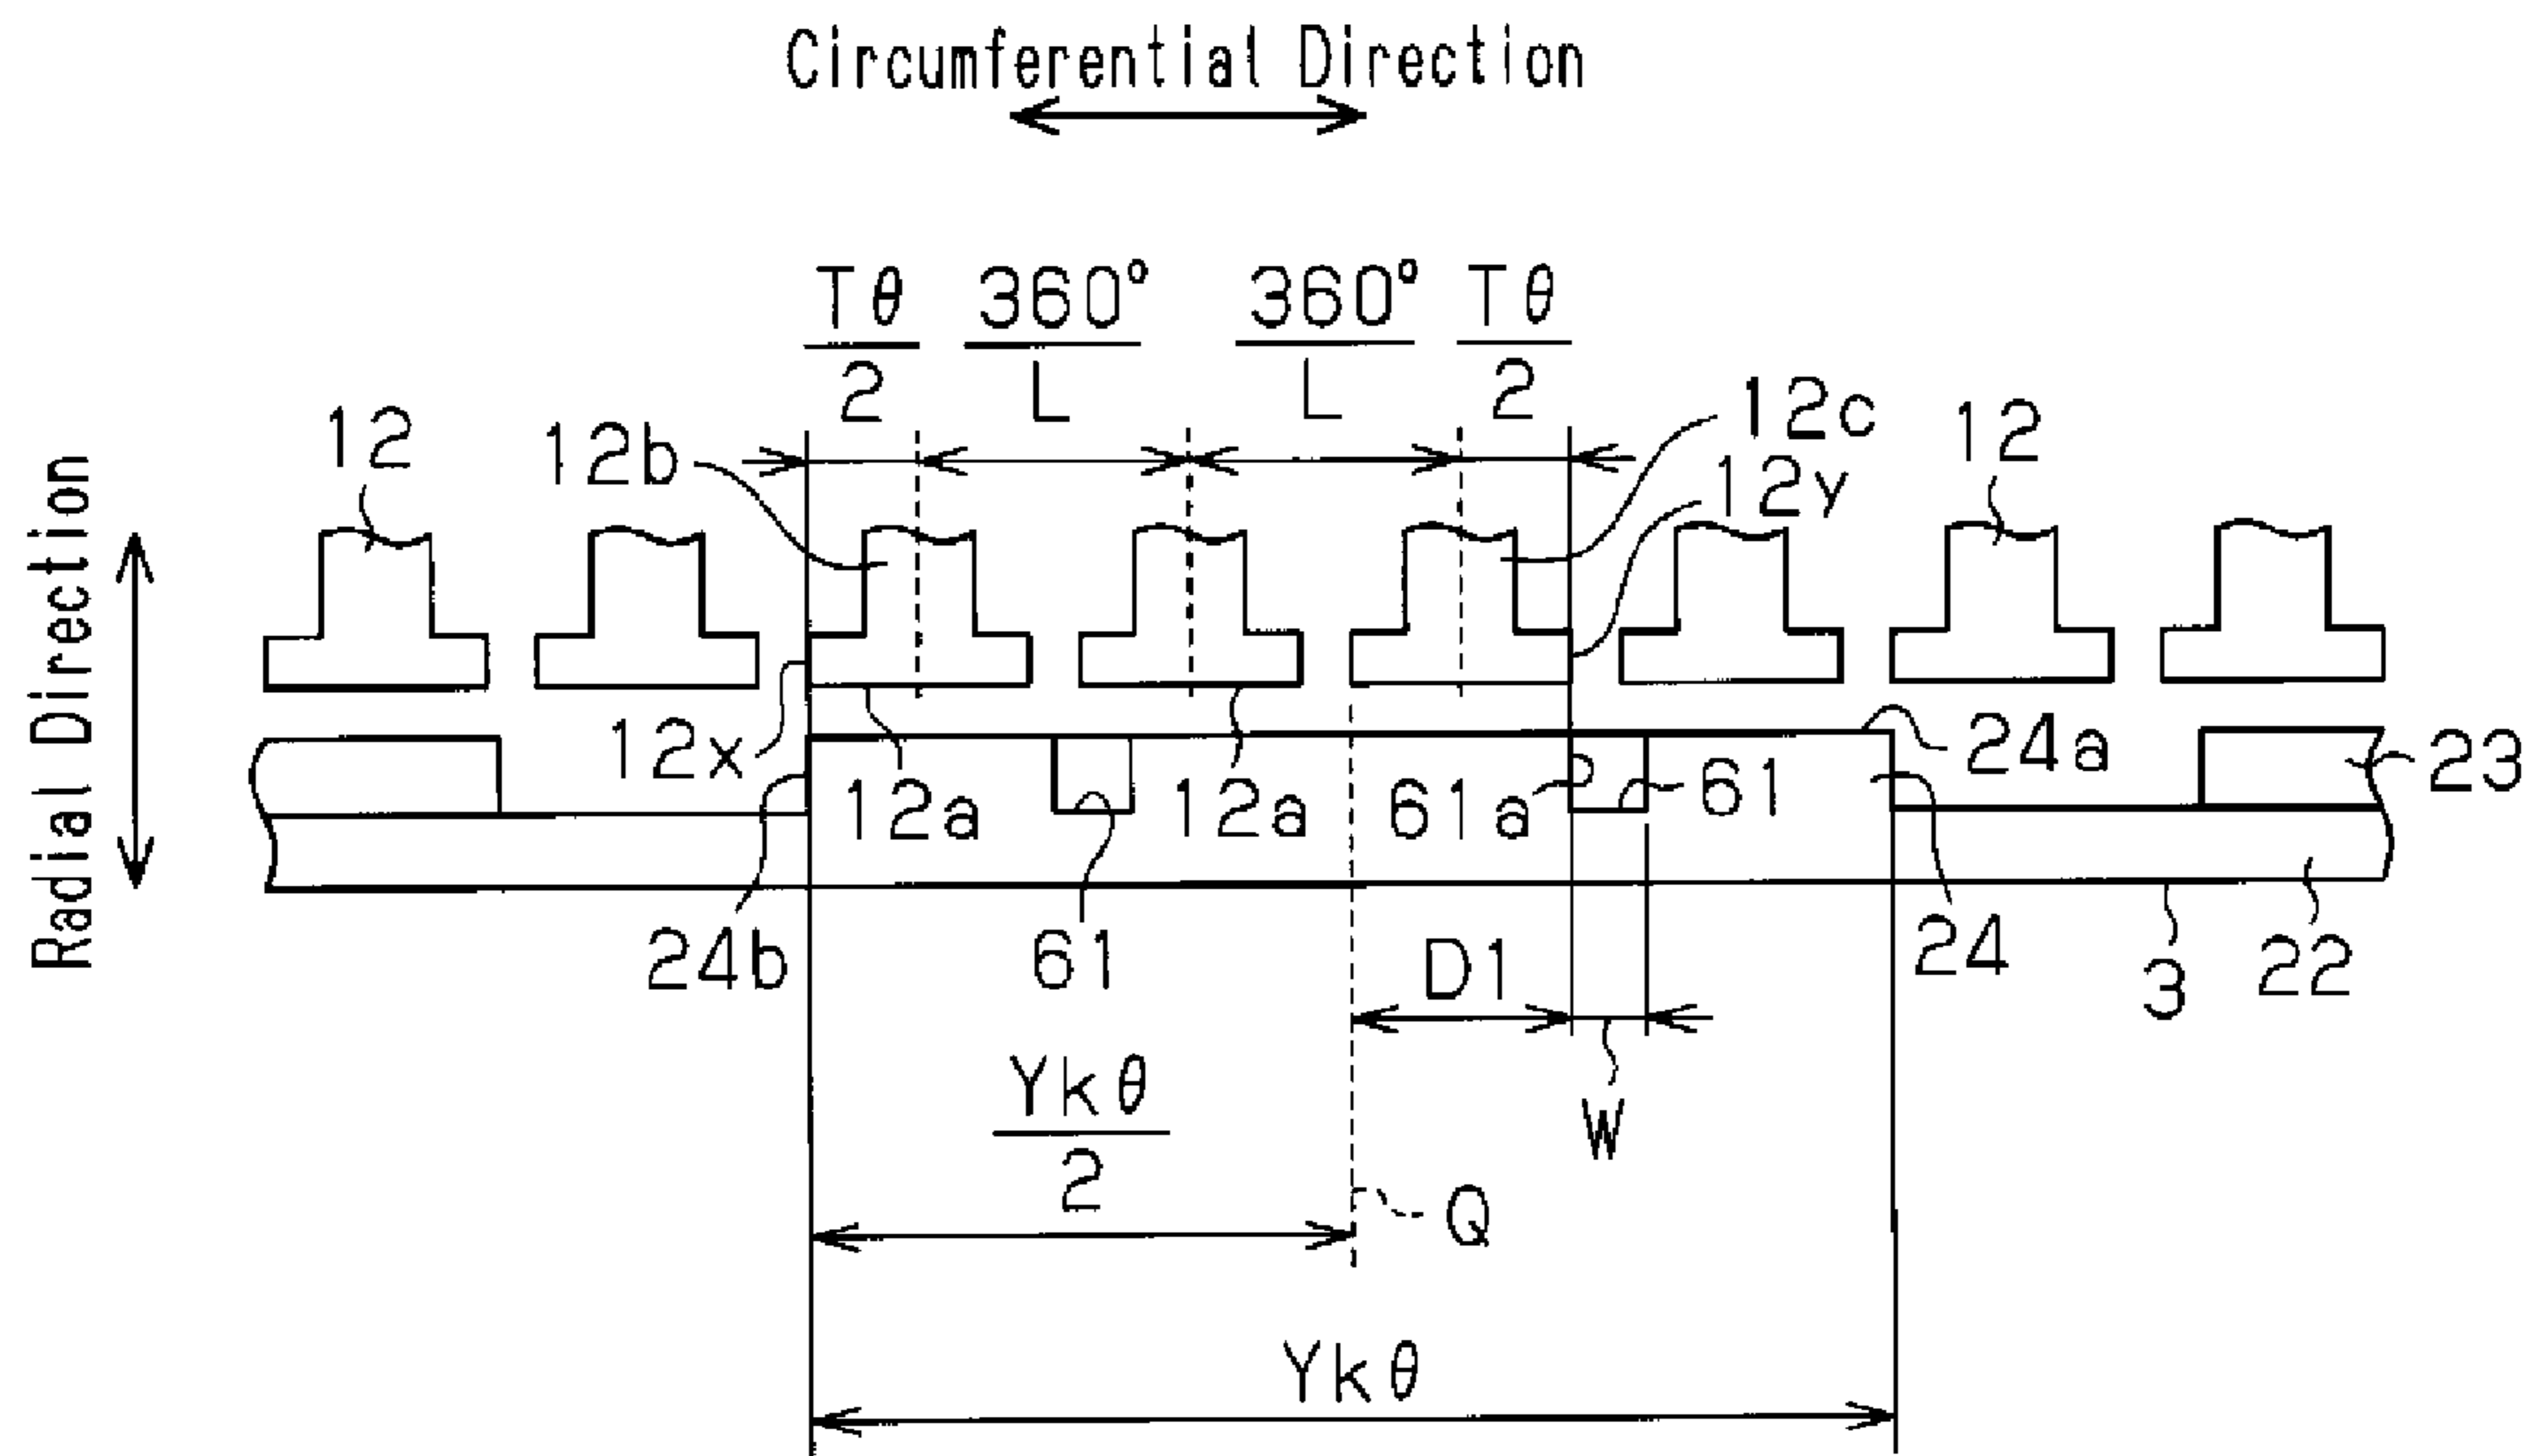 Circumferential Direction
Tθ/2 360°/L 360°/L Tθ/2
12 12b 12c 12
12y
Radial Direction
12x 12a 12a 61a 61 24a 23
24b 61 D1 24 3 22
W
Ykθ/2
Q
Ykθ